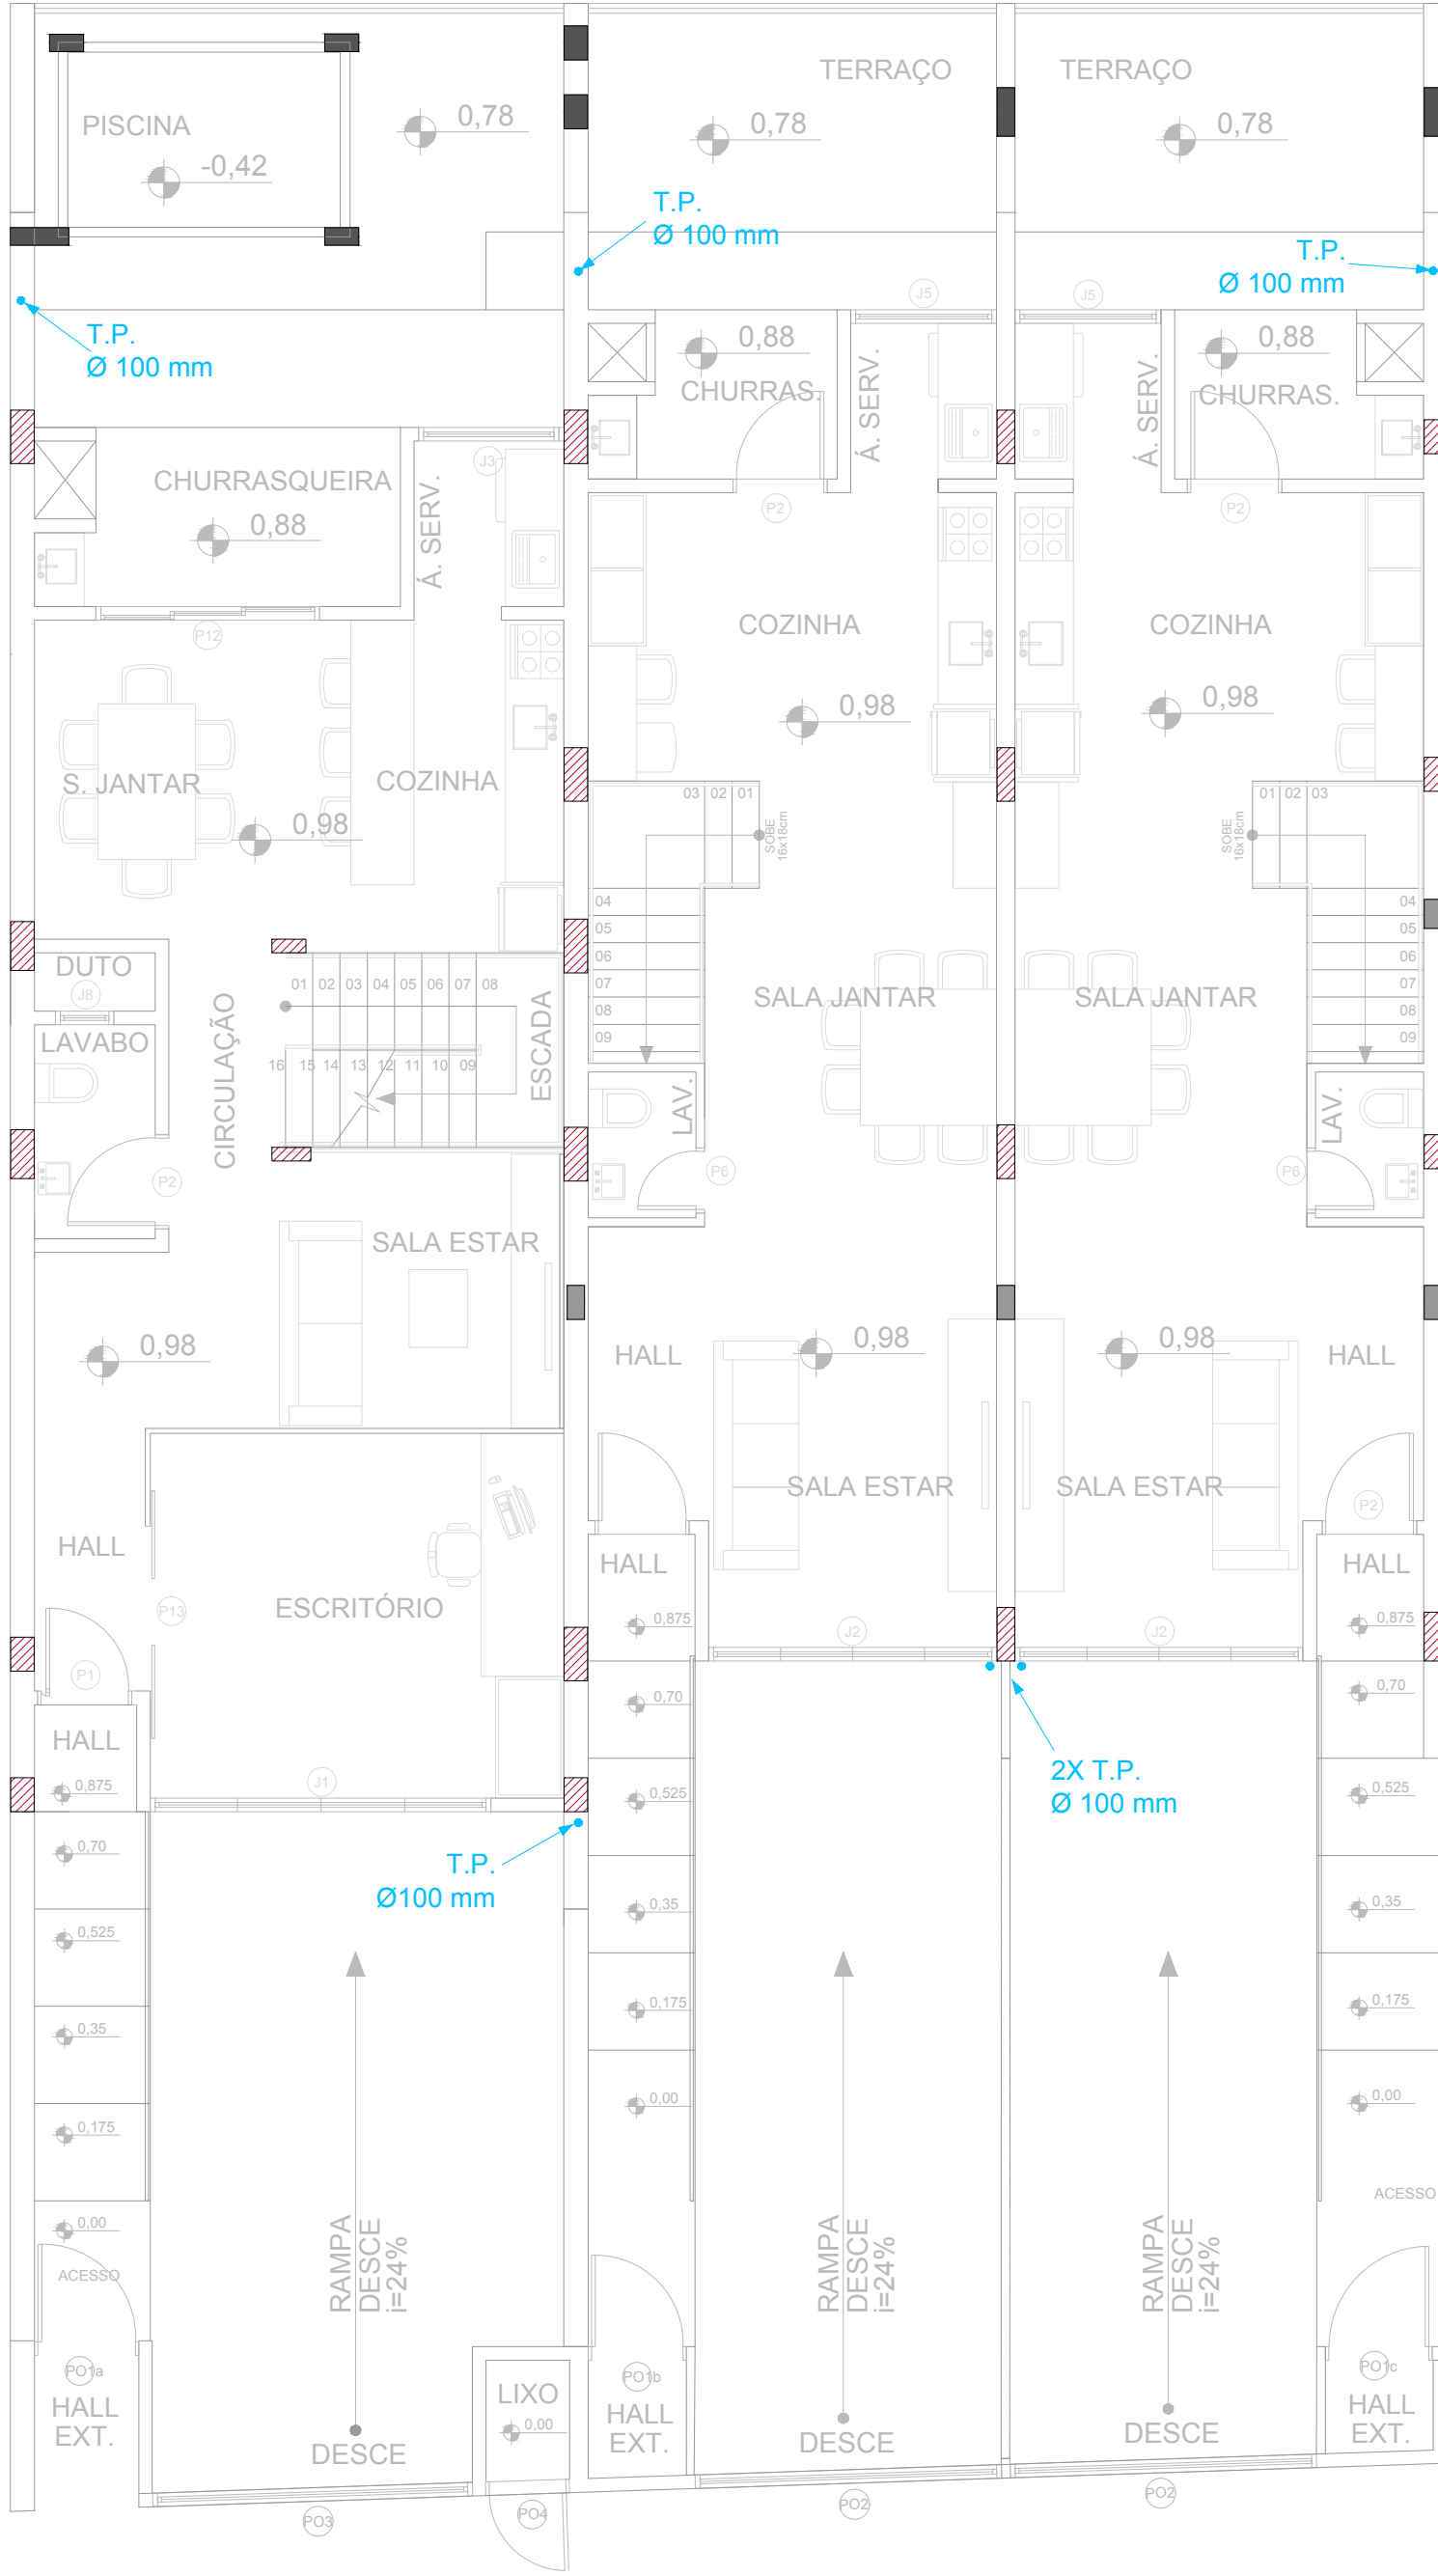 TERRAÇO
TERRAÇO
PISCINA
0,78
0,78
0,78
-0,42
T.P.
Ø 100 mm
T.P.
Ø 100 mm
T.P.
Ø 100 mm
J5
J5
0,88
CHURRAS.
Á. SERV.
Á. SERV.
0,88
CHURRAS.
CHURRASQUEIRA
0,88
J3
Á. SERV.
P2
P2
P12
COZINHA
COZINHA
0,98
0,98
S. JANTAR
COZINHA
0,98
03 02 01
SOBE
16x18cm
01 02 03
SOBE
16x18cm
04
05
06
07
08
09
04
05
06
07
08
09
DUTO
J8
LAVABO
CIRCULAÇÃO
01 02 03 04 05 06 07 08
16 15 14 13 12 11 10 09
ESCADA
SALA JANTAR
SALA JANTAR
LAV.
LAV.
P2
P6
P6
SALA ESTAR
0,98
HALL
0,98
0,98
HALL
SALA ESTAR
SALA ESTAR
P2
HALL
HALL
HALL
ESCRITÓRIO
P13
0,875
J2
J2
0,875
P1
HALL
0,875
J1
0,70
0,70
2X T.P.
Ø 100 mm
0,525
0,525
0,70
T.P.
Ø100 mm
0,525
0,35
0,35
0,35
0,175
0,175
0,175
0,00
0,00
0,00
ACESSO
ACESSO
RAMPA
DESCE
i=24%
RAMPA
DESCE
i=24%
RAMPA
DESCE
i=24%
PO1a
HALL
EXT.
LIXO
0,00
PO1b
HALL
EXT.
PO1c
HALL
EXT.
DESCE
DESCE
DESCE
PO3
PO4
PO2
PO2